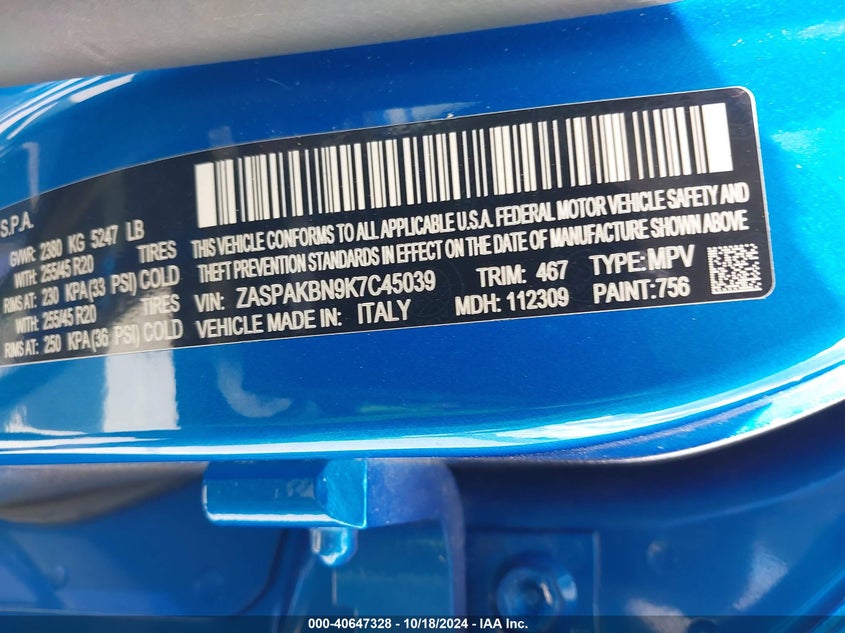 S.P.A.
GVWR: 2380 KG 5247 LB
WITH: 255/45 R20 TIRES
RIMS AT: 230 KPA(33 PSI) COLD
WITH: 255/45 R20 TIRES
RIMS AT: 250 KPA(36 PSI) COLD
THIS VEHICLE CONFORMS TO ALL APPLICABLE U.S.A. FEDERAL MOTOR VEHICLE SAFETY AND
THEFT PREVENTION STANDARDS IN EFFECT ON THE DATE OF MANUFACTURE SHOWN ABOVE
VIN: ZASPAKBN9K7C45039 TRIM: 467 TYPE: MPV
VEHICLE MADE IN: ITALY MDH: 112309 PAINT:756
000-40647328 - 10/18/2024 - IAA Inc.